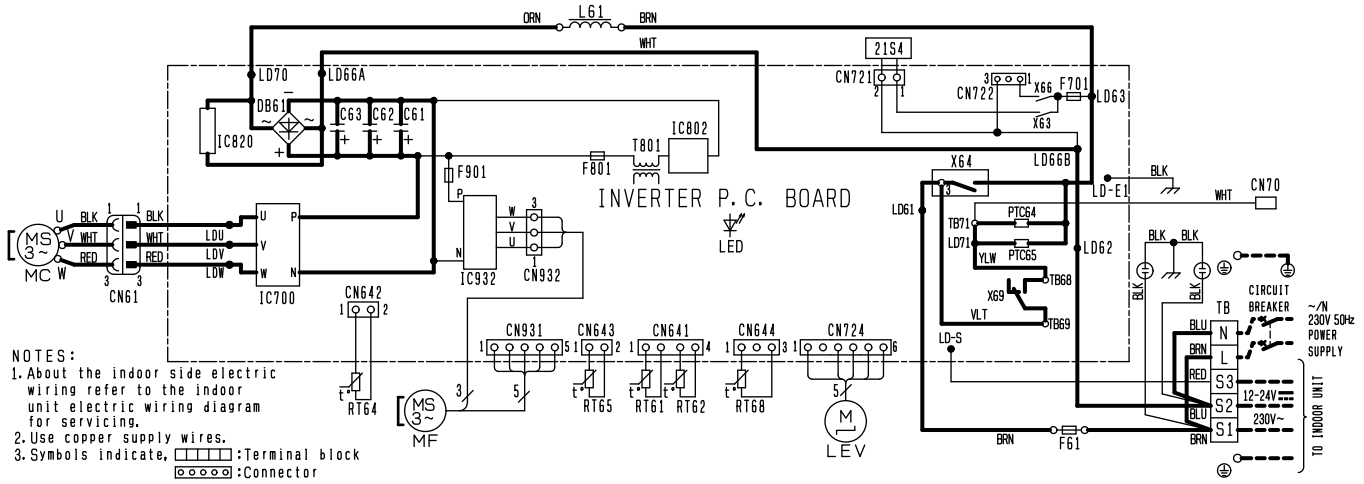 ORN L61 BRN
WHT
21S4
CN721
2 1
3 1
CN722
X66 F701
X63
LD63
LD70 LD66A
DB61
~ ~
−
+
IC820
C63 C62 C61
+ + +
F901
F801
T801
IC802
LD66B
INVERTER P.C. BOARD
LED
X64
3
LD61
TB71
LD71
PTC64
PTC65
YLW
X69
VLT
TB68
TB69
LD62
LD-E1
BLK
WHT
CN70
LD-S
U BLK 1 1 BLK
V WHT WHT
W RED 3 3 RED
MS
3~
MC
CN61
LDU
LDV
LDW
U P
V
W N
IC700
P
N
W
V
U
IC932
3
1
CN932
CN642
1 2
t°
RT64
CN931
1 5
3
5
MS
3~
MF
CN643
1 2
t°
RT65
CN641
1 4
t° t°
RT61 RT62
CN644
1 3
t°
RT68
CN724
1 6
5
M
LEV
BLK BLK
BLK
BLK
CIRCUIT
BREAKER
TB
BLU N
BRN L
RED S3
S2
BLU
S1
BRN
~/N
230V 50Hz
POWER
SUPPLY
12-24V
230V~
TO INDOOR UNIT
BRN F61
NOTES:
1. About the indoor side electric
wiring refer to the indoor
unit electric wiring diagram
for servicing.
2. Use copper supply wires.
3. Symbols indicate, :Terminal block
:Connector